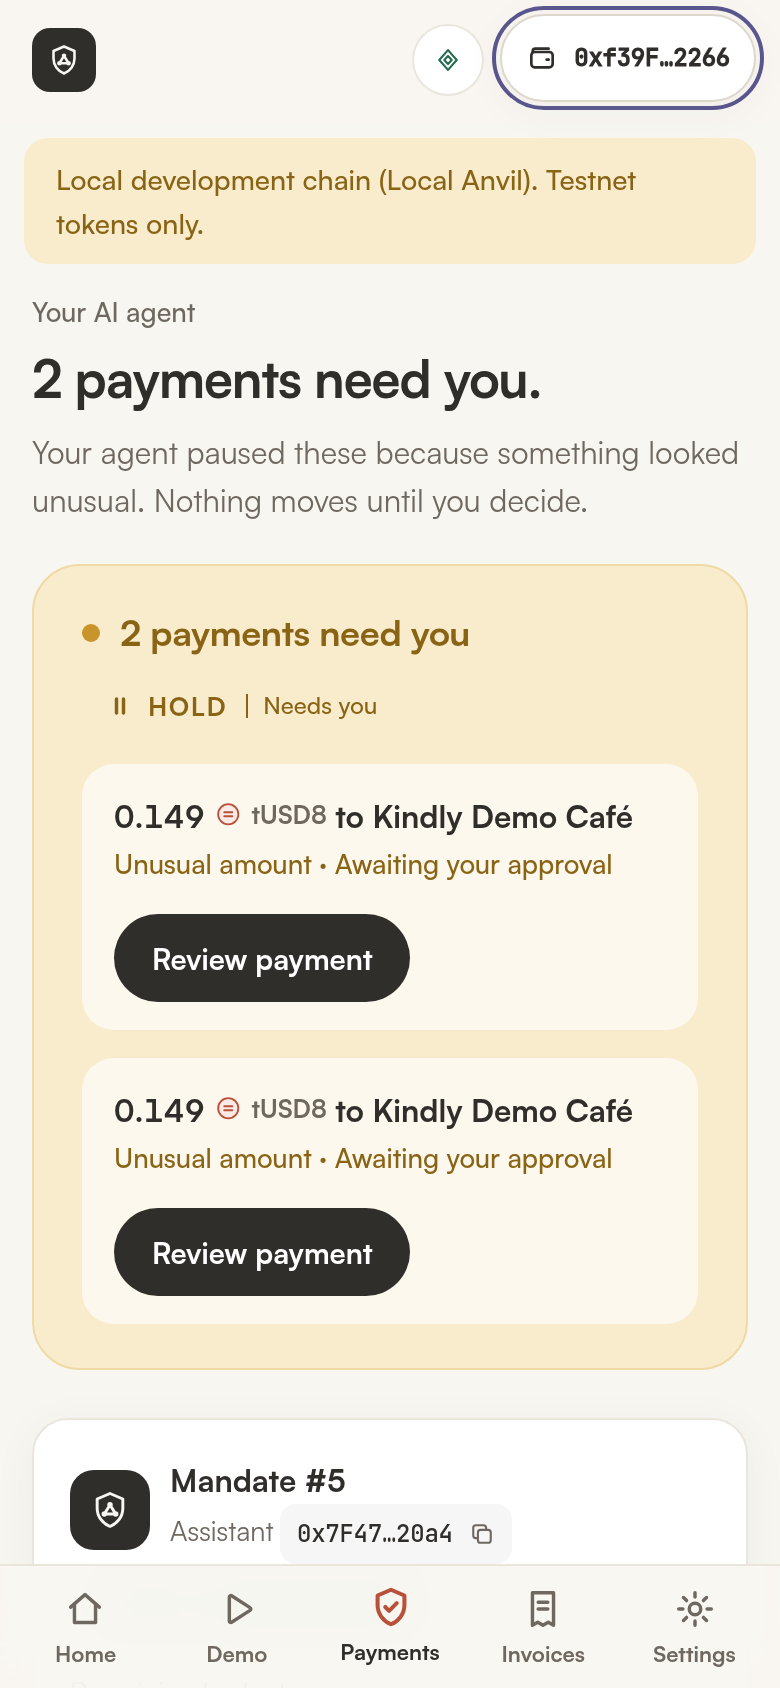 0xf39F…2266
Local development chain (Local Anvil). Testnet
tokens only.
Your AI agent
2 payments need you.
Your agent paused these because something looked
unusual. Nothing moves until you decide.
2 payments need you
HOLD | Needs you
0.149 tUSD8 to Kindly Demo Café
Unusual amount · Awaiting your approval
Review payment
0.149 tUSD8 to Kindly Demo Café
Unusual amount · Awaiting your approval
Review payment
Mandate #5
Assistant 0x7F47…20a4
Home Demo Payments Invoices Settings